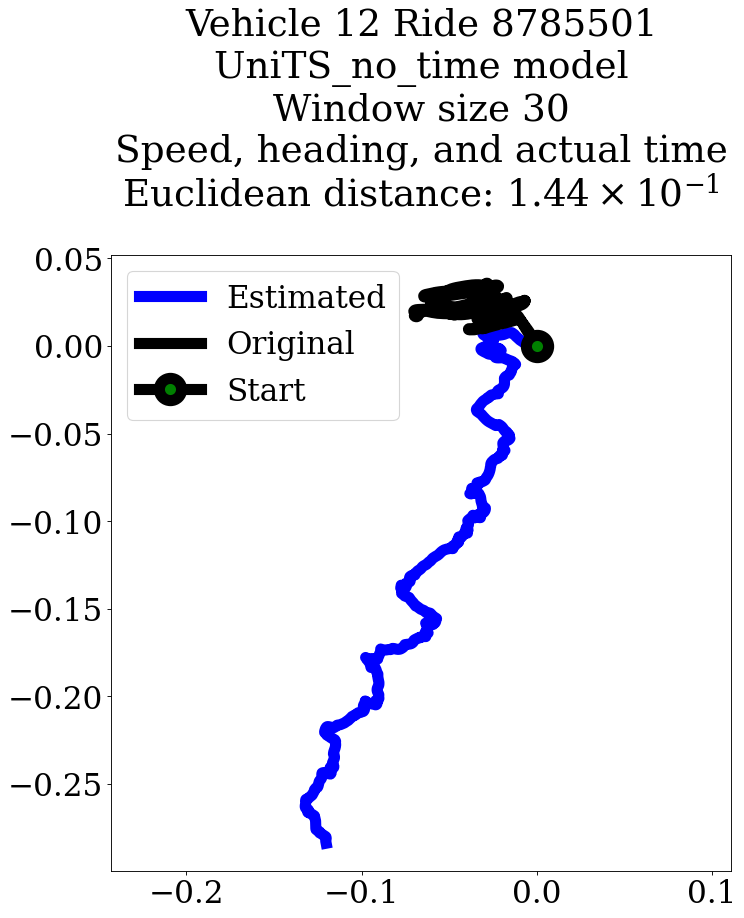 Vehicle 12 Ride 8785501
UniTS_no_time model
Window size 30
Speed, heading, and actual time
Euclidean distance: 1.44 × 10⁻¹
0.05
0.00
−0.05
−0.10
−0.15
−0.20
−0.25
Estimated
Original
Start
−0.2
−0.1
0.0
0.1